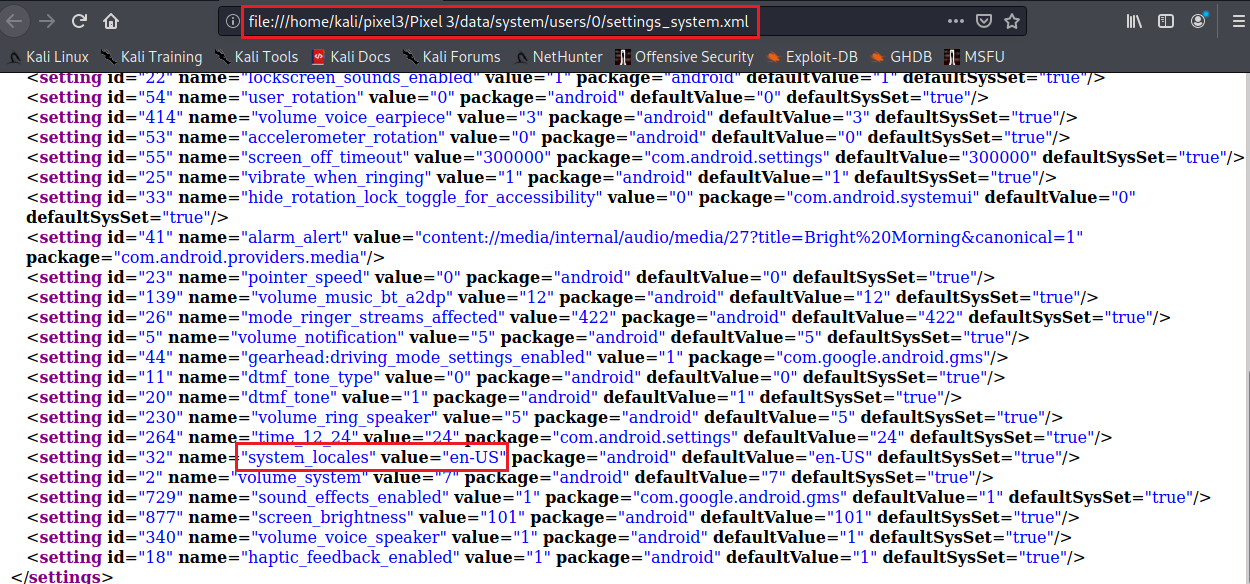 file:///home/kali/pixel3/Pixel 3/data/system/users/0/settings_system.xml
Kali Linux Kali Training Kali Tools Kali Docs Kali Forums NetHunter Offensive Security Exploit-DB GHDB MSFU
<setting id="22" name="lockscreen_sounds_enabled" value="1" package="android" defaultValue="1" defaultSysSet="true"/>
<setting id="54" name="user_rotation" value="0" package="android" defaultValue="0" defaultSysSet="true"/>
<setting id="414" name="volume_voice_earpiece" value="3" package="android" defaultValue="3" defaultSysSet="true"/>
<setting id="53" name="accelerometer_rotation" value="0" package="android" defaultValue="0" defaultSysSet="true"/>
<setting id="55" name="screen_off_timeout" value="300000" package="com.android.settings" defaultValue="300000" defaultSysSet="true"/>
<setting id="25" name="vibrate_when_ringing" value="1" package="android" defaultValue="1" defaultSysSet="true"/>
<setting id="33" name="hide_rotation_lock_toggle_for_accessibility" value="0" package="com.android.systemui" defaultValue="0"
defaultSysSet="true"/>
<setting id="41" name="alarm_alert" value="content://media/internal/audio/media/27?title=Bright%20Morning&canonical=1"
package="com.android.providers.media"/>
<setting id="23" name="pointer_speed" value="0" package="android" defaultValue="0" defaultSysSet="true"/>
<setting id="139" name="volume_music_bt_a2dp" value="12" package="android" defaultValue="12" defaultSysSet="true"/>
<setting id="26" name="mode_ringer_streams_affected" value="422" package="android" defaultValue="422" defaultSysSet="true"/>
<setting id="5" name="volume_notification" value="5" package="android" defaultValue="5" defaultSysSet="true"/>
<setting id="44" name="gearhead:driving_mode_settings_enabled" value="1" package="com.google.android.gms"/>
<setting id="11" name="dtmf_tone_type" value="0" package="android" defaultValue="0" defaultSysSet="true"/>
<setting id="20" name="dtmf_tone" value="1" package="android" defaultValue="1" defaultSysSet="true"/>
<setting id="230" name="volume_ring_speaker" value="5" package="android" defaultValue="5" defaultSysSet="true"/>
<setting id="264" name="time_12_24" value="24" package="com.android.settings" defaultValue="24" defaultSysSet="true"/>
<setting id="32" name="system_locales" value="en-US" package="android" defaultValue="en-US" defaultSysSet="true"/>
<setting id="2" name="volume_system" value="7" package="android" defaultValue="7" defaultSysSet="true"/>
<setting id="729" name="sound_effects_enabled" value="1" package="com.google.android.gms" defaultValue="1" defaultSysSet="true"/>
<setting id="877" name="screen_brightness" value="101" package="android" defaultValue="101" defaultSysSet="true"/>
<setting id="340" name="volume_voice_speaker" value="1" package="android" defaultValue="1" defaultSysSet="true"/>
<setting id="18" name="haptic_feedback_enabled" value="1" package="android" defaultValue="1" defaultSysSet="true"/>
</settings>